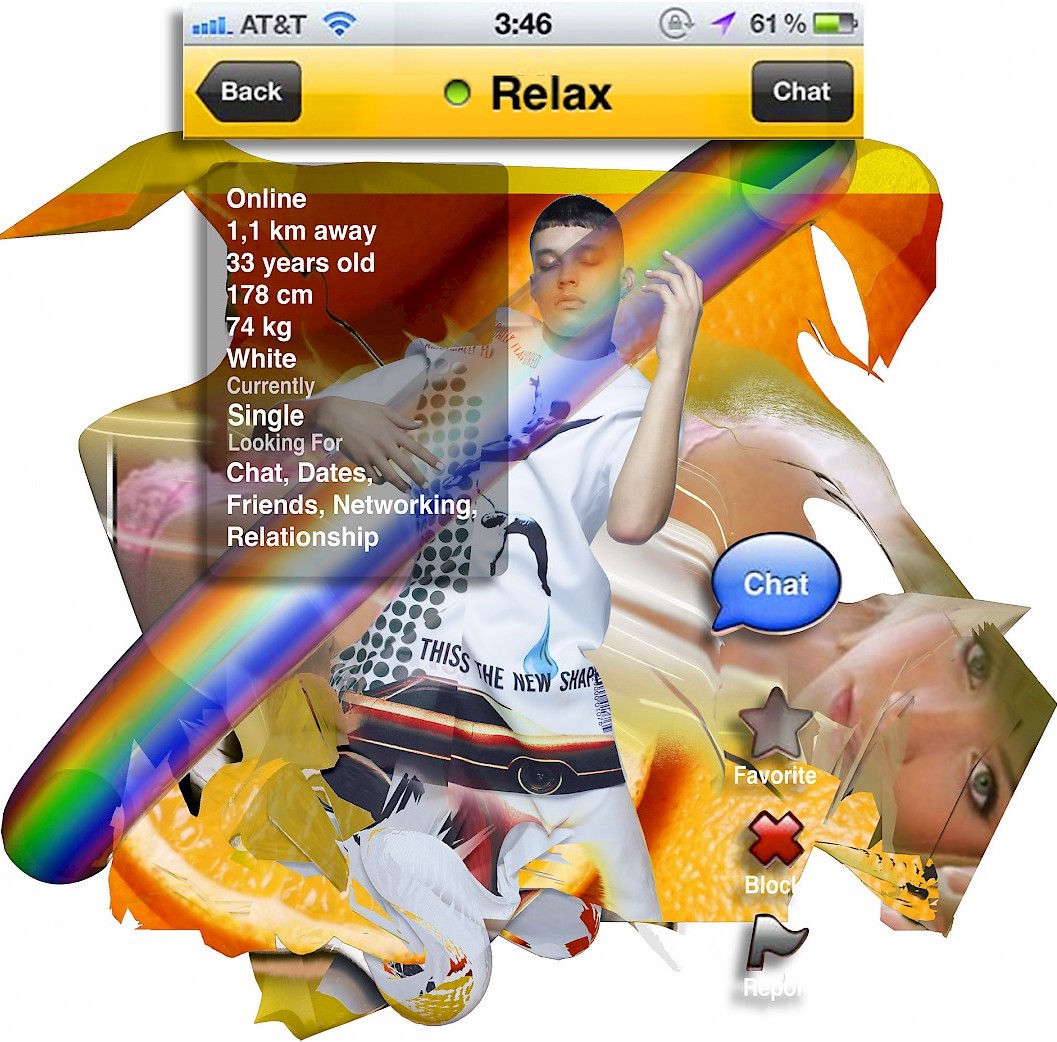 AT&T 3:46 61 %
Back Relax Chat
Online
1,1 km away
33 years old
178 cm
74 kg
White
Currently
Single
Looking For
Chat, Dates,
Friends, Networking,
Relationship
THISS THE NEW SHAPE
Chat
Favorite
Block
Repor